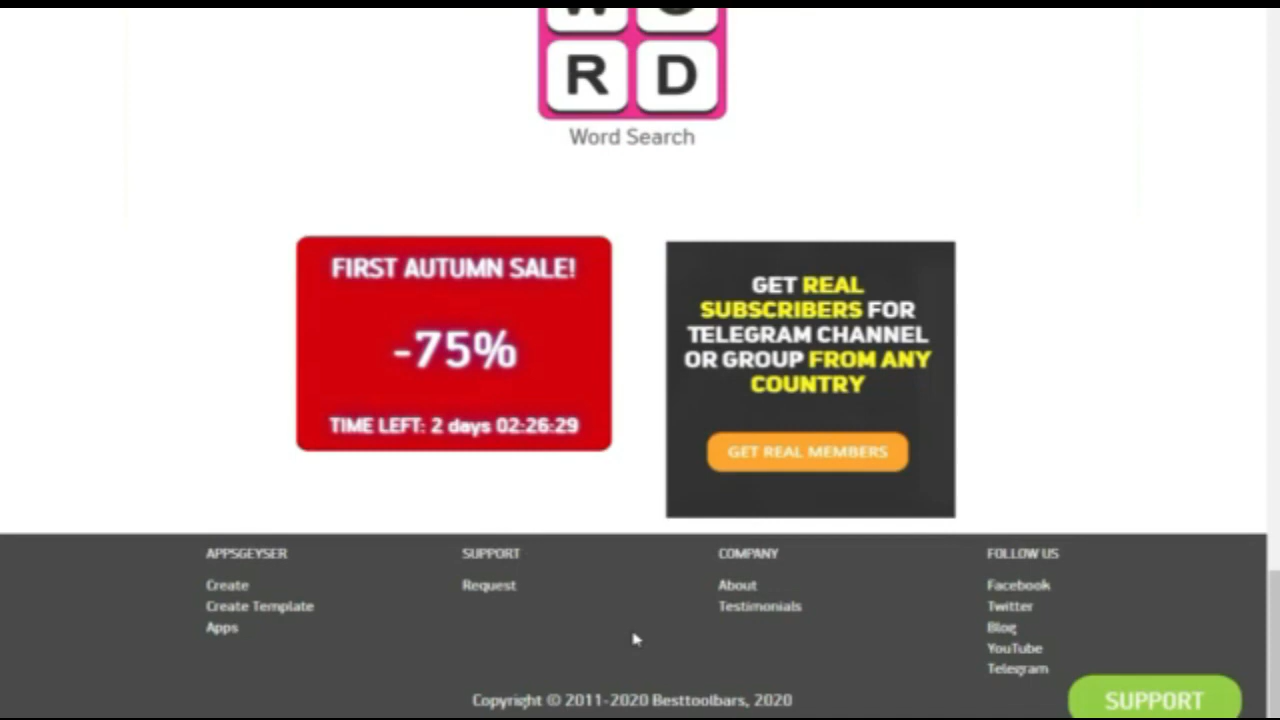 R D
Word Search
FIRST AUTUMN SALE!
-75%
TIME LEFT: 2 days 02:26:29
GET REAL
SUBSCRIBERS FOR
TELEGRAM CHANNEL
OR GROUP FROM ANY
COUNTRY
GET REAL MEMBERS
APPSGEYSER
Create
Create Template
Apps
SUPPORT
Request
COMPANY
About
Testimonials
FOLLOW US
Facebook
Twitter
Blog
YouTube
Telegram
Copyright © 2011-2020 Besttoolbars, 2020
SUPPORT